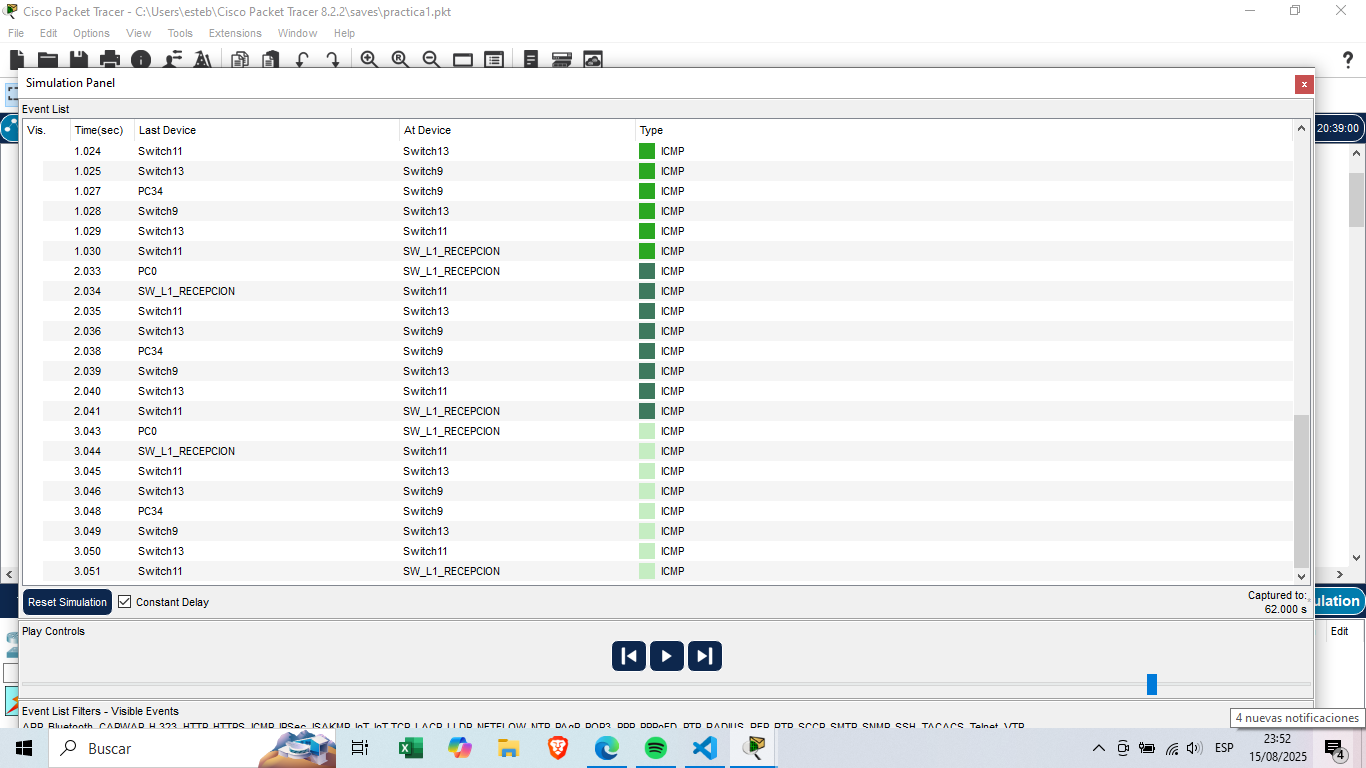 Cisco Packet Tracer - C:\Users\esteb\Cisco Packet Tracer 8.2.2\saves\practica1.pkt
File Edit Options View Tools Extensions Window Help
Simulation Panel
Event List
20:39:00
Vis. Time(sec) Last Device At Device Type
1.024 Switch11 Switch13 ICMP
1.025 Switch13 Switch9 ICMP
1.027 PC34 Switch9 ICMP
1.028 Switch9 Switch13 ICMP
1.029 Switch13 Switch11 ICMP
1.030 Switch11 SW_L1_RECEPCION ICMP
2.033 PC0 SW_L1_RECEPCION ICMP
2.034 SW_L1_RECEPCION Switch11 ICMP
2.035 Switch11 Switch13 ICMP
2.036 Switch13 Switch9 ICMP
2.038 PC34 Switch9 ICMP
2.039 Switch9 Switch13 ICMP
2.040 Switch13 Switch11 ICMP
2.041 Switch11 SW_L1_RECEPCION ICMP
3.043 PC0 SW_L1_RECEPCION ICMP
3.044 SW_L1_RECEPCION Switch11 ICMP
3.045 Switch11 Switch13 ICMP
3.046 Switch13 Switch9 ICMP
3.048 PC34 Switch9 ICMP
3.049 Switch9 Switch13 ICMP
3.050 Switch13 Switch11 ICMP
3.051 Switch11 SW_L1_RECEPCION ICMP
Reset Simulation Constant Delay Captured to:
62.000 s
ulation
Play Controls Edit
Event List Filters - Visible Events
ARP, Bluetooth, CAPWAP, H.323, HTTP, HTTPS, ICMP, IPSec, ISAKMP, IoT, IoT TCP, LACP, LLDP, NETFLOW, NTP, PAgP, POP3, PPP, PPPoED, PTP, RADIUS, REP, RTP, SCCP, SMTP, SNMP, SSH, TACACS, Telnet, VTP
4 nuevas notificaciones
Buscar
ESP
23:52
15/08/2025
4